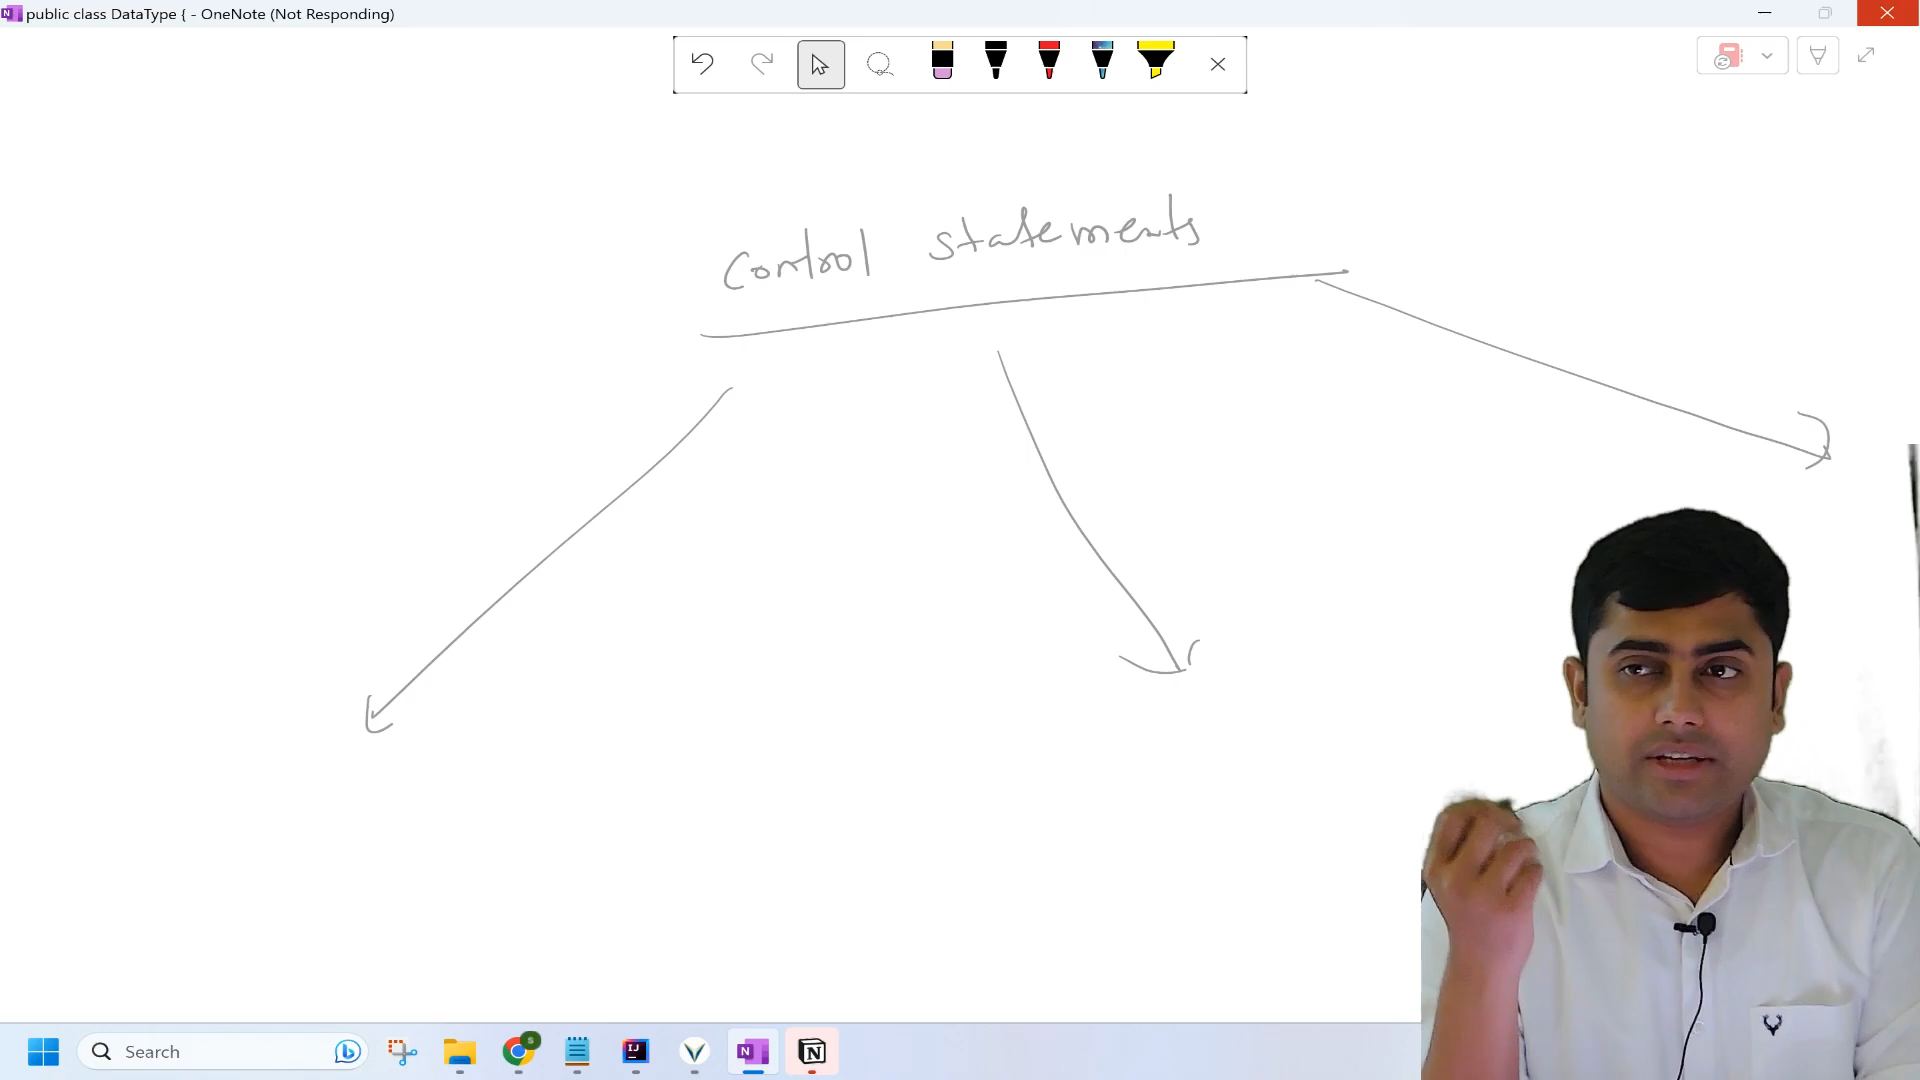 public class DataType { - OneNote (Not Responding)
Control statements
Search